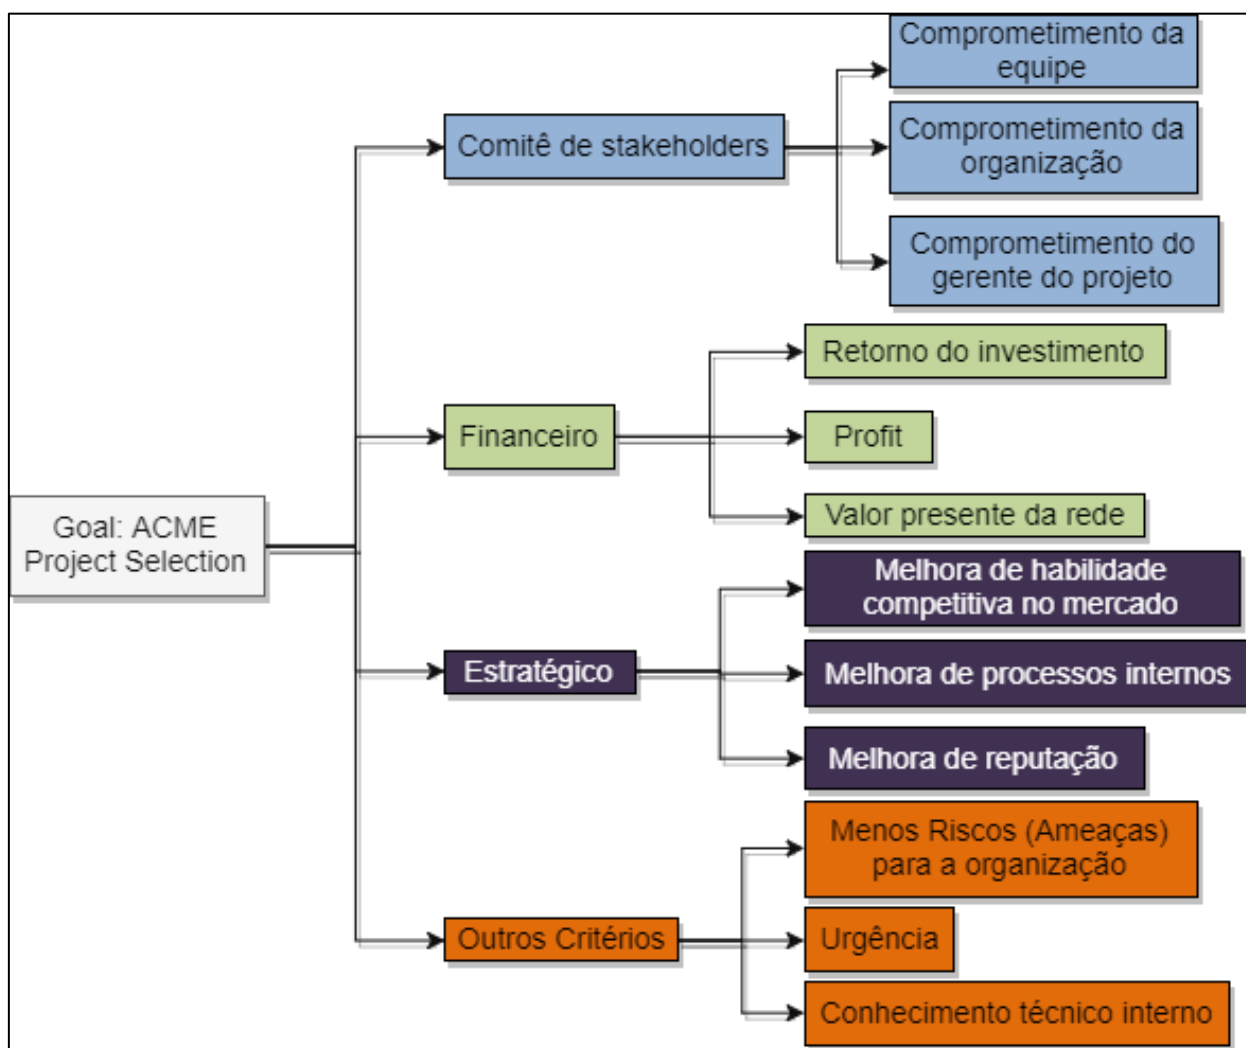 Goal: ACME
Project Selection
Comitê de stakeholders
Comprometimento da
equipe
Comprometimento da
organização
Comprometimento do
gerente do projeto
Financeiro
Retorno do investimento
Profit
Valor presente da rede
Estratégico
Melhora de habilidade
competitiva no mercado
Melhora de processos internos
Melhora de reputação
Outros Critérios
Menos Riscos (Ameaças)
para a organização
Urgência
Conhecimento técnico interno